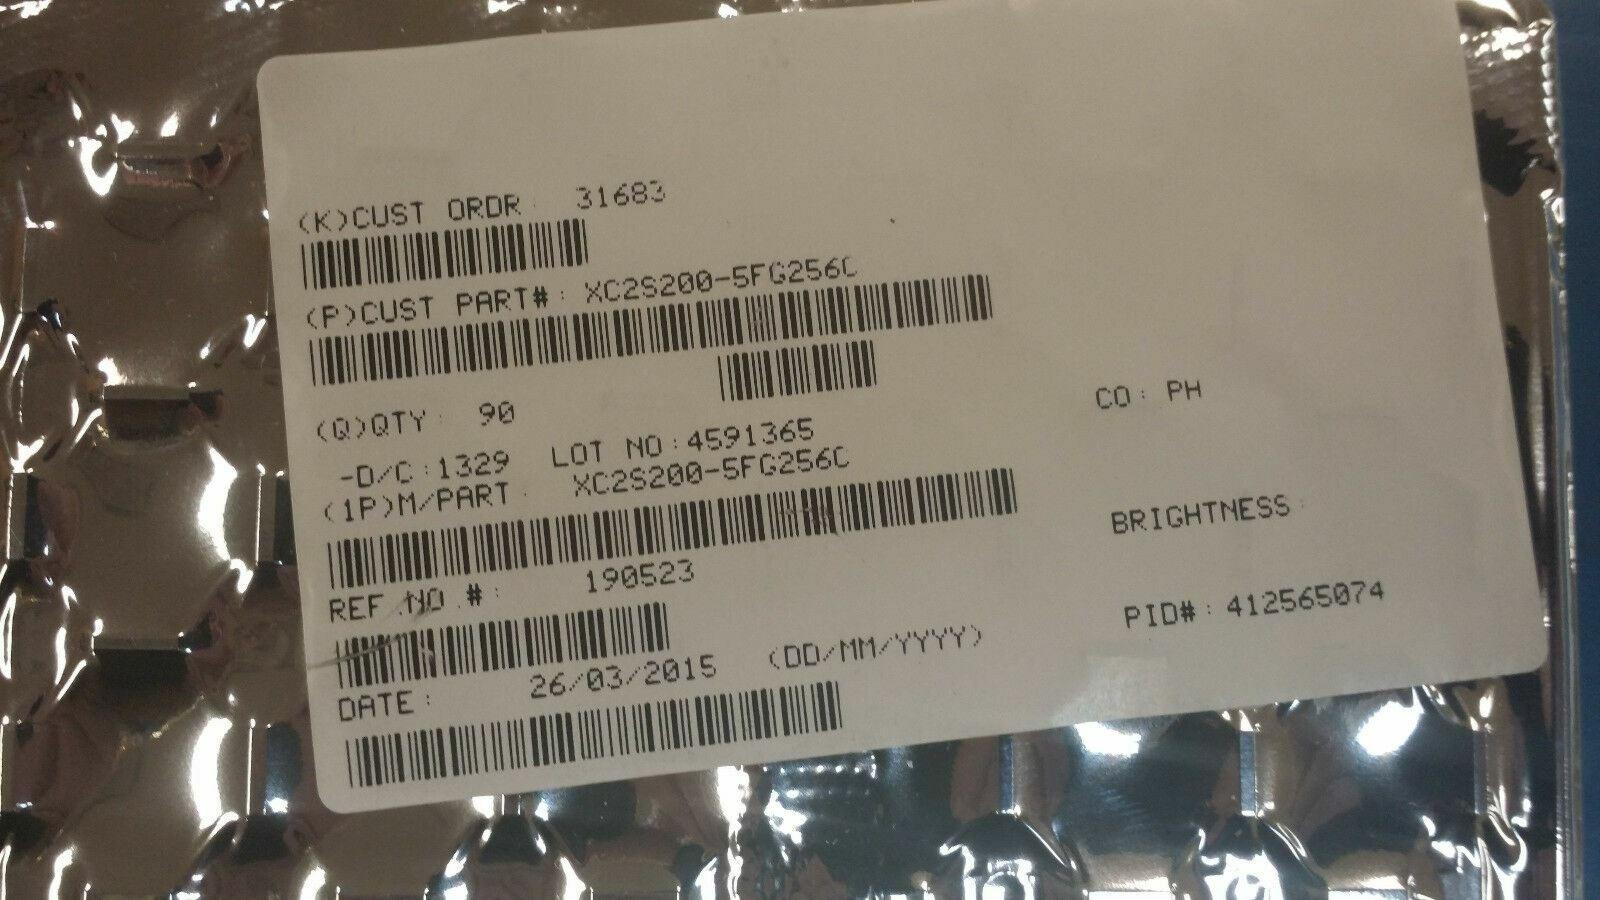 (K)CUST ORDR: 31683
(P)CUST PART#: XC2S200-5FG256C
(Q)QTY: 90
CO: PH
-D/C:1329 LOT NO:4591365
(1P)M/PART: XC2S200-5FG256C
BRIGHTNESS:
REF NO #: 190523
PID#: 412565074
DATE: 26/03/2015 (DD/MM/YYYY)